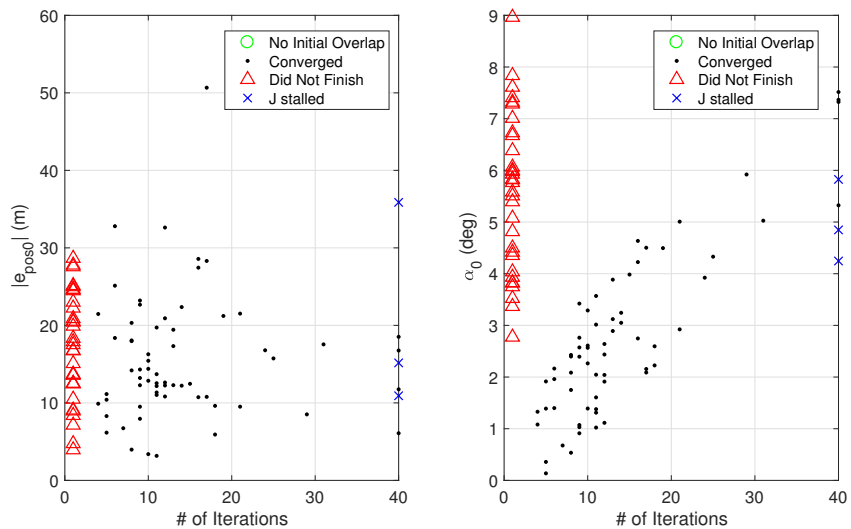 60
50
40
30
20
10
0
|e_pos0| (m)
0
10
20
30
40
# of Iterations
No Initial Overlap
Converged
Did Not Finish
J stalled
9
8
7
6
5
4
3
2
1
0
α_0 (deg)
0
10
20
30
40
# of Iterations
No Initial Overlap
Converged
Did Not Finish
J stalled